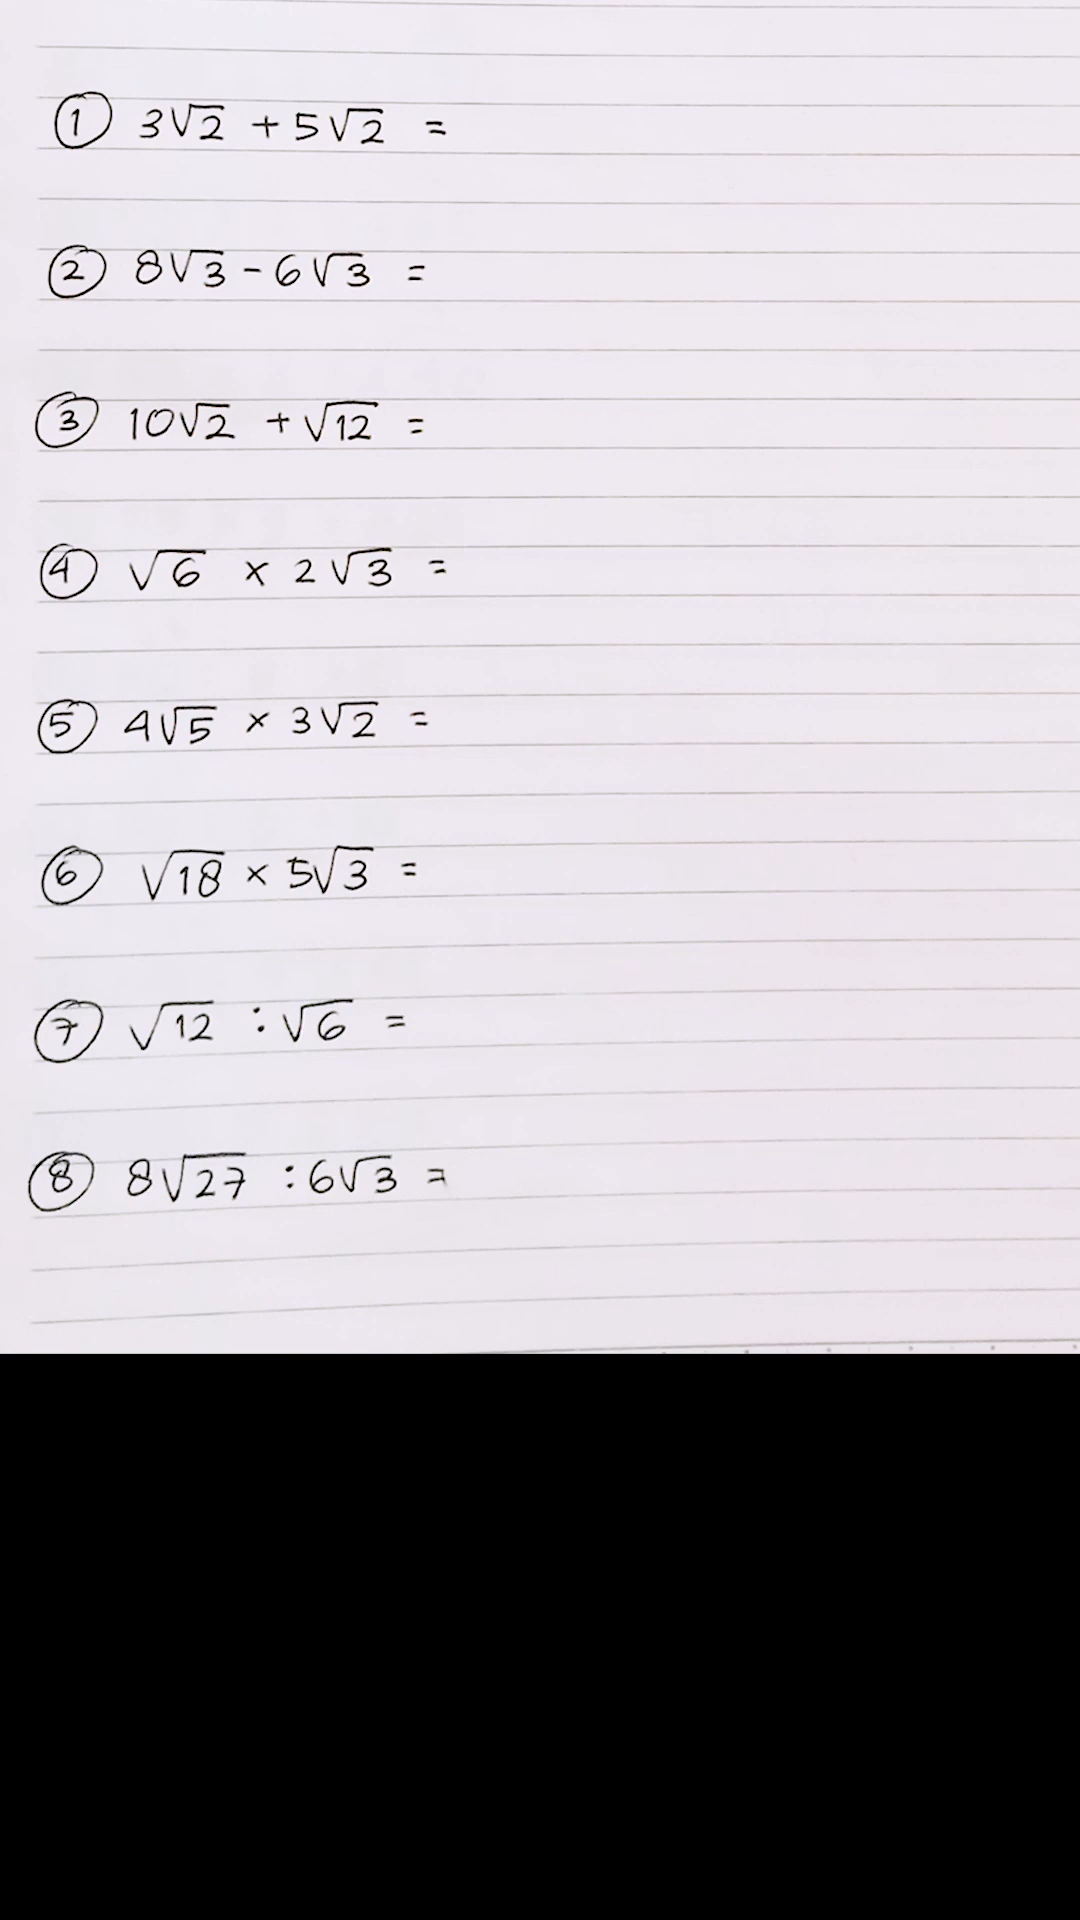 ① 3√2 + 5√2 =
② 8√3 - 6√3 =
③ 10√2 + √12 =
④ √6 × 2√3 =
⑤ 4√5 × 3√2 =
⑥ √18 × 5√3 =
⑦ √12 : √6 =
⑧ 8√27 : 6√3 =